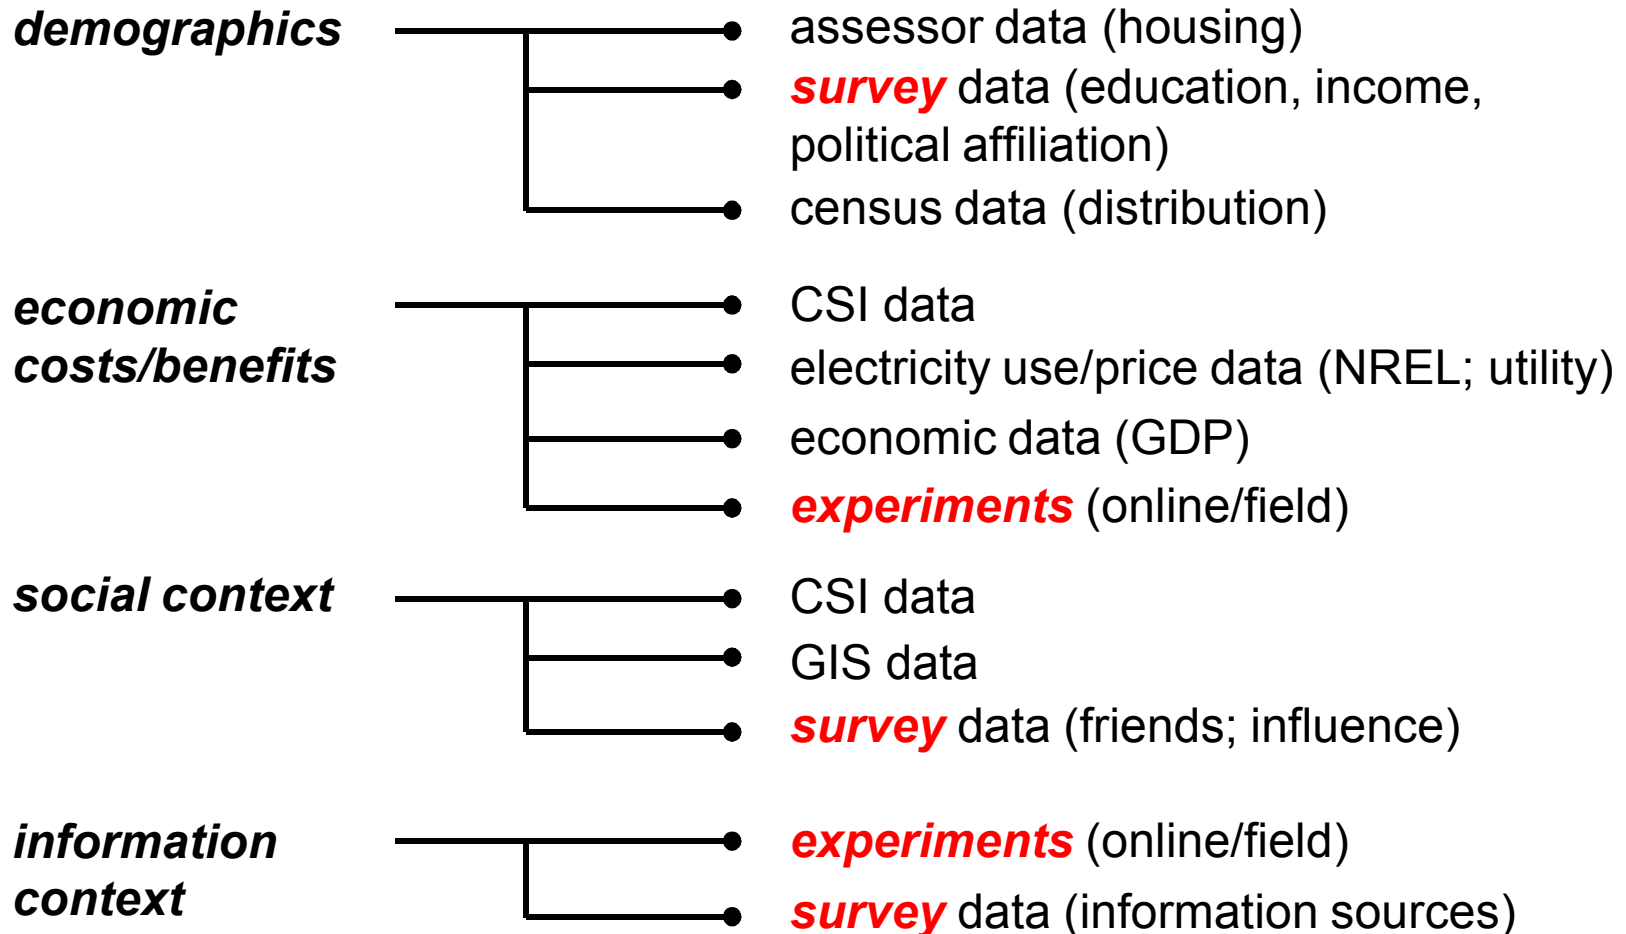 demographics
assessor data (housing)
survey data (education, income,
political affiliation)
census data (distribution)
economic
costs/benefits
CSI data
electricity use/price data (NREL; utility)
economic data (GDP)
experiments (online/field)
social context
CSI data
GIS data
survey data (friends; influence)
information
context
experiments (online/field)
survey data (information sources)